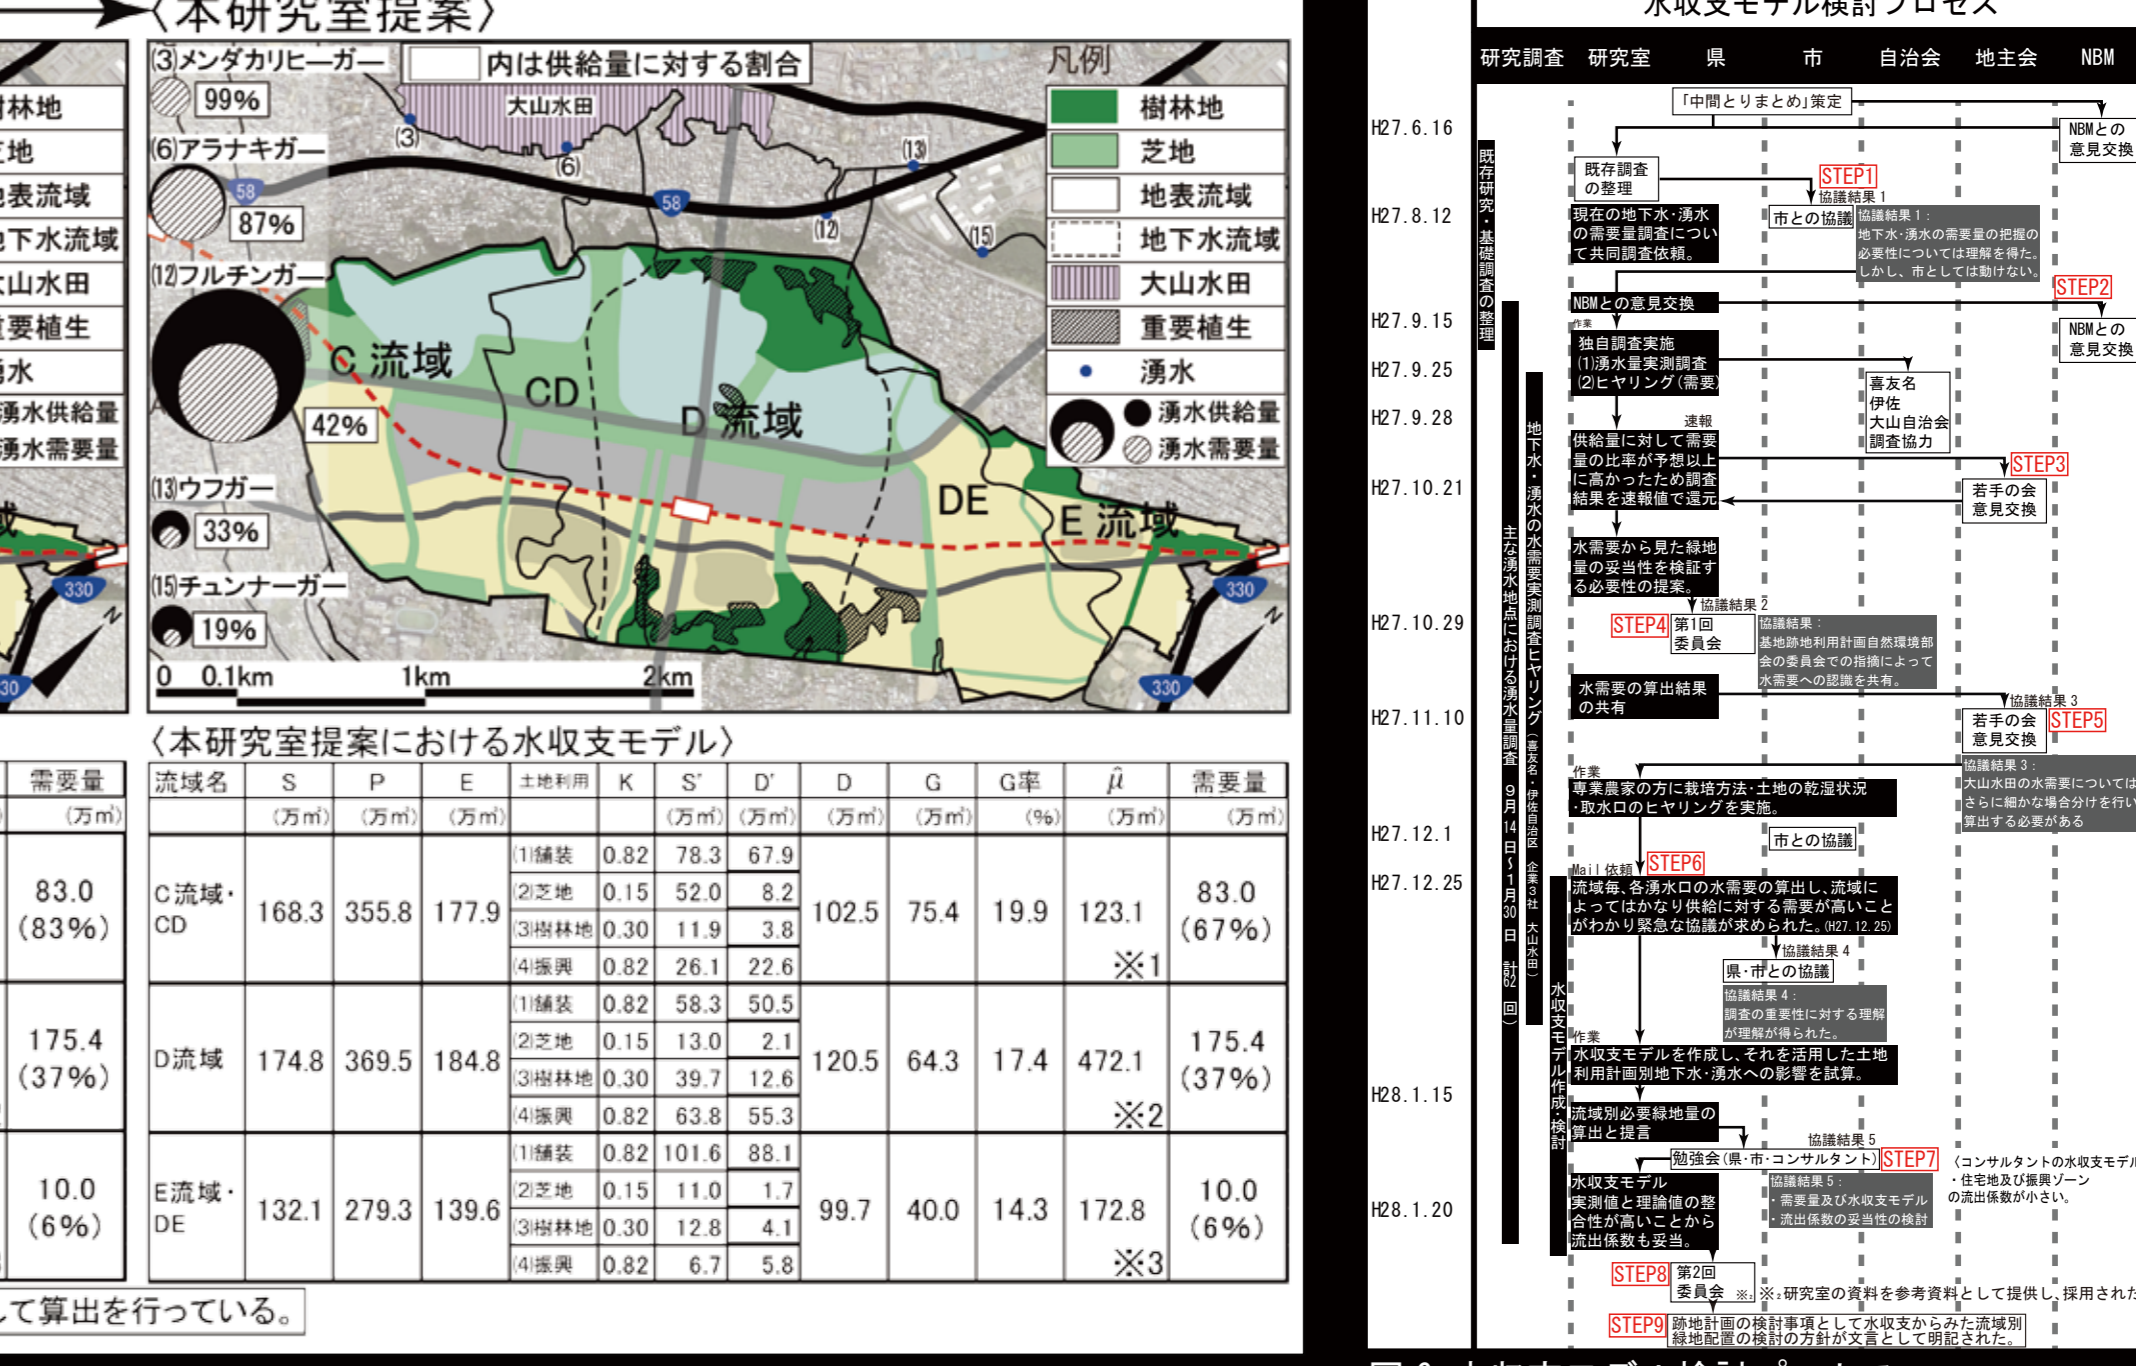 〈本研究室提案〉
(3)メンダカリヒーガー
99%
内は供給量に対する割合
(6)アラナキガー
87%
(12)フルチンガー
42%
(13)ウフガー
33%
(15)チュンナーガー
19%
大山水田
(3)
(6)
(12)
(13)
(15)
58
58
C 流域
CD
D 流域
DE
E 流域
330
330
N
0 0.1km 1km 2km
凡例
樹林地
芝地
地表流域
地下水流域
大山水田
重要植生
湧水
湧水供給量
湧水需要量
林地
地
表流域
下水流域
山水田
要植生
水
湧水供給量
湧水需要量
330
N
30
需要量
(万㎥)
83.0
(83%)
175.4
(37%)
10.0
(6%)
〈本研究室提案における水収支モデル〉
流域名 S P E 土地利用 K S' D' D G G率 μ̂ 需要量
(万㎡) (万㎥) (万㎥) (万㎡) (万㎥) (万㎥) (万㎥) (%) (万㎥) (万㎥)
C流域・CD 168.3 355.8 177.9 102.5 75.4 19.9 123.1 ※1 83.0 (67%)
(1)舗装 0.82 78.3 67.9
(2)芝地 0.15 52.0 8.2
(3)樹林地 0.30 11.9 3.8
(4)振興 0.82 26.1 22.6
D流域 174.8 369.5 184.8 120.5 64.3 17.4 472.1 ※2 175.4 (37%)
(1)舗装 0.82 58.3 50.5
(2)芝地 0.15 13.0 2.1
(3)樹林地 0.30 39.7 12.6
(4)振興 0.82 63.8 55.3
E流域・DE 132.1 279.3 139.6 99.7 40.0 14.3 172.8 ※3 10.0 (6%)
(1)舗装 0.82 101.6 88.1
(2)芝地 0.15 11.0 1.7
(3)樹林地 0.30 12.8 4.1
(4)振興 0.82 6.7 5.8
して算出を行っている。
水収支モデル検討プロセス
研究調査 研究室 県 市 自治会 地主会 NBM
H27.6.16
H27.8.12
H27.9.15
H27.9.25
H27.9.28
H27.10.21
H27.10.29
H27.11.10
H27.12.1
H27.12.25
H28.1.15
H28.1.20
既存研究・基礎調査の整理
主な湧水地点における湧水量調査 9月14日〜1月30日 計62回)
地下水・湧水の水需要実測調査ヒヤリング(喜友名・伊佐自治区 企業3社 大山水田)
水収支モデル作成・検討
「中間とりまとめ」策定
NBMとの
意見交換
既存調査
の整理
STEP1
協議結果1
現在の地下水・湧水
の需要量調査につい
て共同調査依頼。
市との協議
協議結果1:
地下水・湧水の需要量の把握の
必要性については理解を得た。
しかし、市としては動けない。
STEP2
NBMとの意見交換
NBMとの
意見交換
作業
独自調査実施
(1)湧水量実測調査
(2)ヒヤリング(需要)
喜友名
伊佐
大山自治会
調査協力
速報
供給量に対して需要
量の比率が予想以上
に高かったため調査
結果を速報値で還元
STEP3
若手の会
意見交換
水需要から見た緑地
量の妥当性を検証す
る必要性の提案。
協議結果2
STEP4
第1回
委員会
協議結果:
基地跡地利用計画自然環境部
会の委員会での指摘によって
水需要への認識を共有。
水需要の算出結果
の共有
協議結果3
若手の会
意見交換
STEP5
協議結果3:
大山水田の水需要については
さらに細かな場合分けを行い
算出する必要がある
作業
専業農家の方に栽培方法・土地の乾湿状況
・取水口のヒヤリングを実施。
市との協議
Mail依頼
STEP6
流域毎、各湧水口の水需要の算出し、流域に
よってはかなり供給に対する需要が高いこと
がわかり緊急な協議が求められた。(H27.12.25)
協議結果4
県・市との協議
協議結果4:
調査の重要性に対する理解
が理解が得られた。
作業
水収支モデルを作成し、それを活用した土地
利用計画別地下水・湧水への影響を試算。
流域別必要緑地量の
算出と提言
協議結果5
勉強会(県・市・コンサルタント)
STEP7
〈コンサルタントの水収支モデル
・住宅地及び振興ゾーン
の流出係数が小さい。
水収支モデル
実測値と理論値の整
合性が高いことから
流出係数も妥当。
協議結果5:
・需要量及び水収支モデル
・流出係数の妥当性の検討
STEP8
第2回
委員会 ※2
※2研究室の資料を参考資料として提供し、採用された
STEP9
跡地計画の検討事項として水収支からみた流域別
緑地配置の検討の方針が文言として明記された。